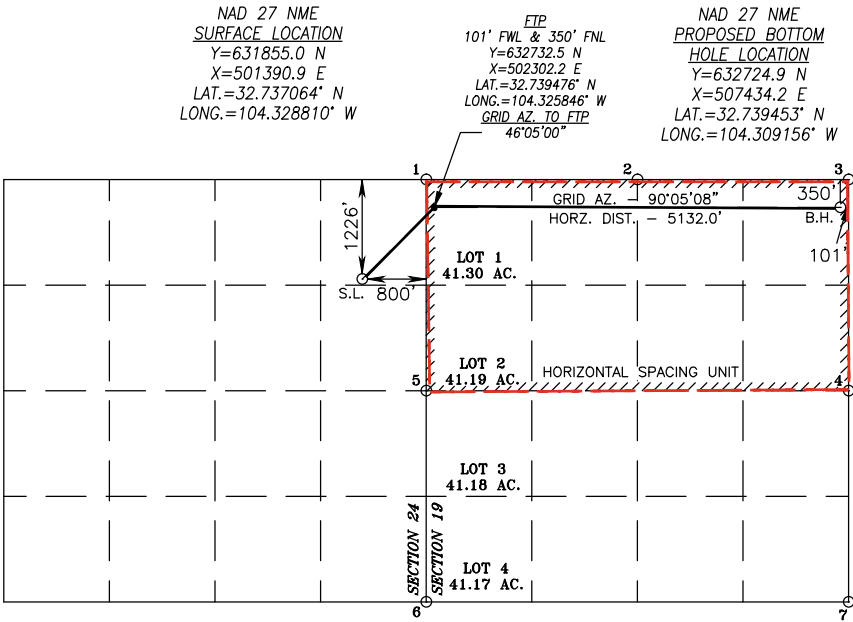 NAD 27 NME
SURFACE LOCATION
Y=631855.0 N
X=501390.9 E
LAT.=32.737064° N
LONG.=104.328810° W
FTP
101' FWL & 350' FNL
Y=632732.5 N
X=502302.2 E
LAT.=32.739476° N
LONG.=104.325846° W
GRID AZ. TO FTP
46°05'00"
NAD 27 NME
PROPOSED BOTTOM
HOLE LOCATION
Y=632724.9 N
X=507434.2 E
LAT.=32.739453° N
LONG.=104.309156° W
1
2
3
350'
GRID AZ. – 90°05'08"
HORZ. DIST. – 5132.0'
B.H.
101'
1226'
S.L.
800'
LOT 1
41.30 AC.
LOT 2
41.19 AC.
HORIZONTAL SPACING UNIT
5
4
LOT 3
41.18 AC.
SECTION 24
SECTION 19
LOT 4
41.17 AC.
6
7